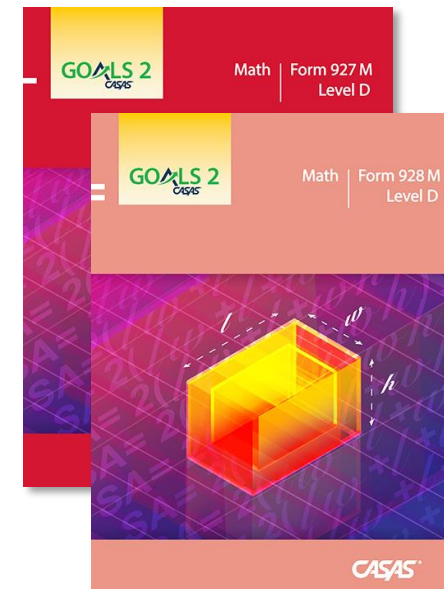 GOALS 2
CASAS
Math | Form 927 M
Level D
=
GOALS 2
CASAS
Math | Form 928 M
Level D
l
w
h
CASAS